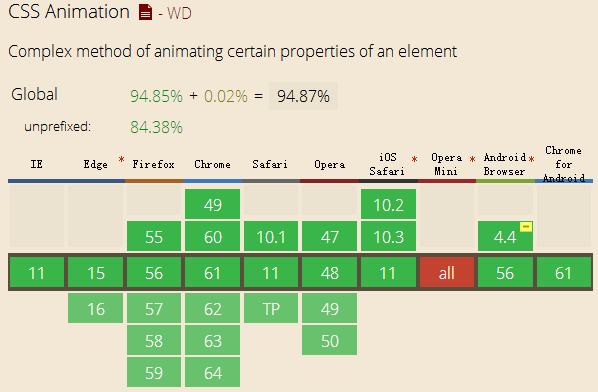 CSS Animation - WD
Complex method of animating certain properties of an element
Global 94.85% + 0.02% = 94.87%
unprefixed: 84.38%
IE Edge * Firefox Chrome Safari Opera iOS Safari * Opera Mini * Android Browser * Chrome for Android
49 10.2
55 60 10.1 47 10.3 4.4
11 15 56 61 11 48 11 all 56 61
16 57 62 TP 49
58 63 50
59 64